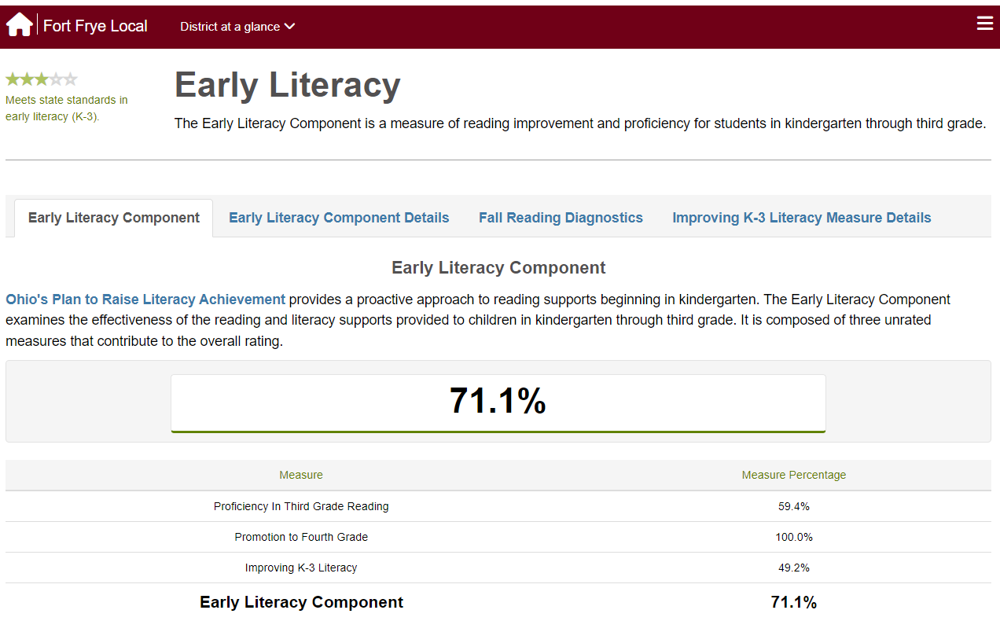 Fort Frye Local
District at a glance
Meets state standards in
early literacy (K-3).
Early Literacy
The Early Literacy Component is a measure of reading improvement and proficiency for students in kindergarten through third grade.
Early Literacy Component
Early Literacy Component Details
Fall Reading Diagnostics
Improving K-3 Literacy Measure Details
Early Literacy Component
Ohio's Plan to Raise Literacy Achievement provides a proactive approach to reading supports beginning in kindergarten. The Early Literacy Component
examines the effectiveness of the reading and literacy supports provided to children in kindergarten through third grade. It is composed of three unrated
measures that contribute to the overall rating.
71.1%
Measure Measure Percentage
Proficiency In Third Grade Reading 59.4%
Promotion to Fourth Grade 100.0%
Improving K-3 Literacy 49.2%
Early Literacy Component 71.1%